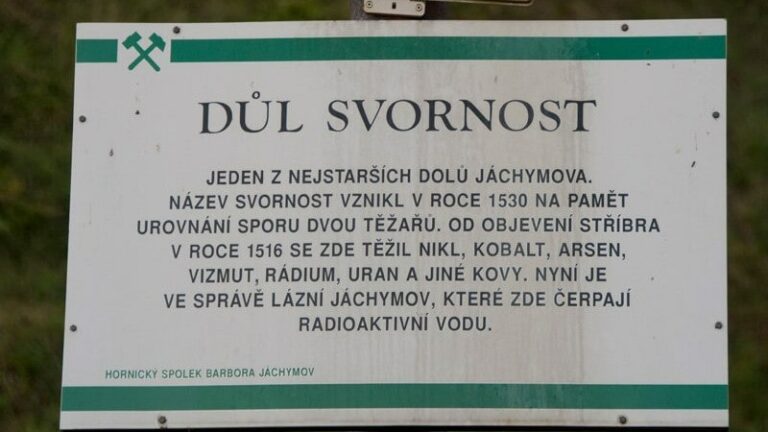 DŮL SVORNOST
JEDEN Z NEJSTARŠÍCH DOLŮ JÁCHYMOVA.
NÁZEV SVORNOST VZNIKL V ROCE 1530 NA PAMĚT
UROVNÁNÍ SPORU DVOU TĚŽAŘŮ. OD OBJEVENÍ STŘÍBRA
V ROCE 1516 SE ZDE TĚŽIL NIKL, KOBALT, ARSEN,
VIZMUT, RÁDIUM, URAN A JINÉ KOVY. NYNÍ JE
VE SPRÁVĚ LÁZNÍ JÁCHYMOV, KTERÉ ZDE ČERPAJÍ
RADIOAKTIVNÍ VODU.
HORNICKÝ SPOLEK BARBORA JÁCHYMOV